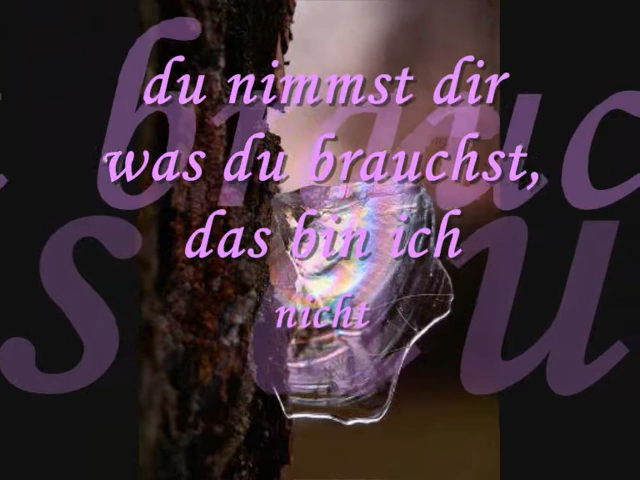 du nimmst dir
was du brauchst,
das bin ich
nicht